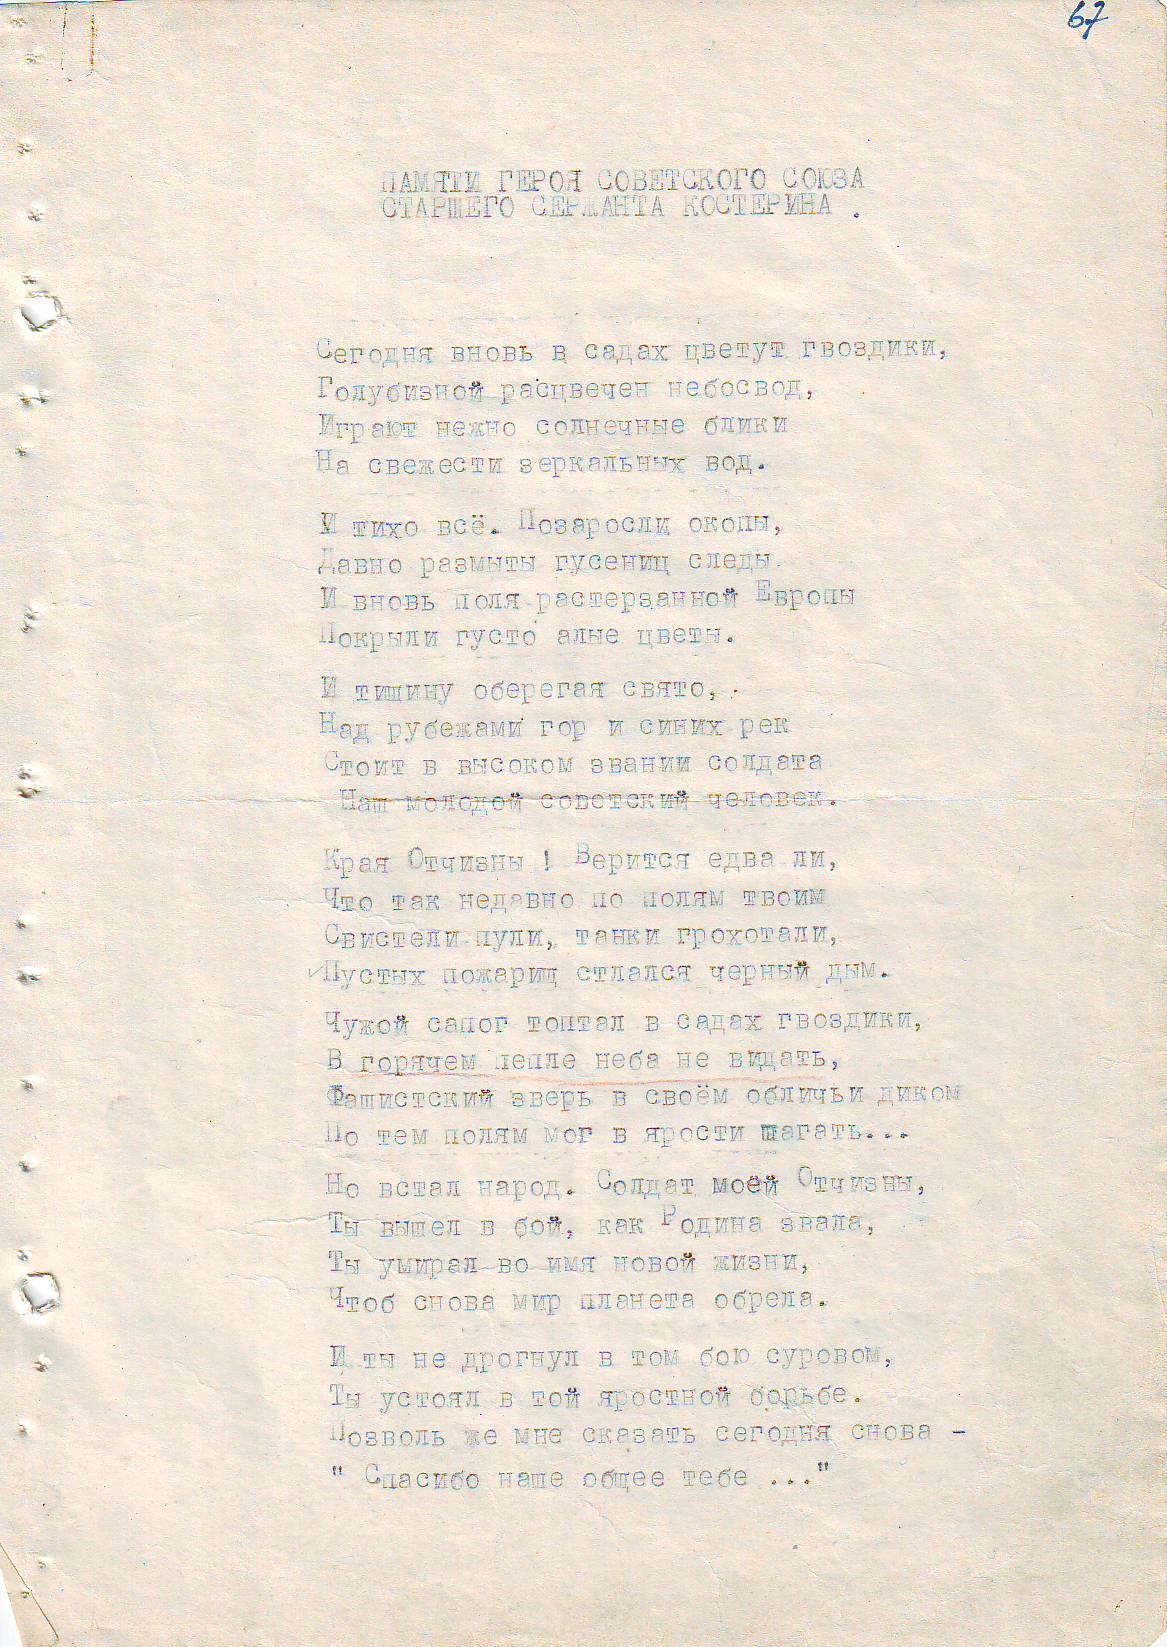 67
ПАМЯТИ ГЕРОЯ СОВЕТСКОГО СОЮЗА
СТАРШЕГО СЕРЖАНТА КОСТЕРИНА .
Сегодня вновь в садах цветут гвоздики,
Голубизной расцвечен небосвод,
Играют нежно солнечные блики
На свежести зеркальных вод.
И тихо всё. Позаросли окопы,
Давно размыты гусениц следы.
И вновь поля растерзанной Европы
Покрыли густо алые цветы.
И тишину оберегая свято,
Над рубежами гор и синих рек
Стоит в высоком звании солдата
Наш молодой советский человек.
Края Отчизны ! Верится едва ли,
Что так недавно по полям твоим
Свистели пули, танки грохотали,
Пустых пожарищ стлался черный дым.
Чужой сапог топтал в садах гвоздики,
В горячем пепле неба не видать,
Фашистский зверь в своём обличьи диком
По тем полям мог в ярости шагать...
Но встал народ. Солдат моей Отчизны,
Ты вышел в бой, как Родина звала,
Ты умирал во имя новой жизни,
Чтоб снова мир планета обрела.
И ты не дрогнул в том бою суровом,
Ты устоял в той яростной борьбе.
Позволь же мне сказать сегодня снова -
" Спасибо наше общее тебе ..."